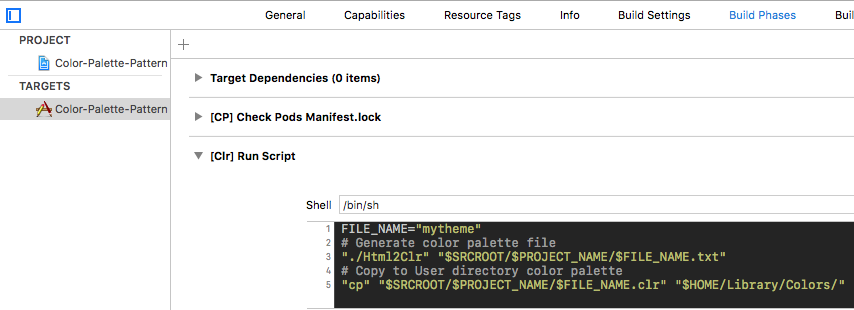 General Capabilities Resource Tags Info Build Settings Build Phases Bui
PROJECT
Color-Palette-Pattern
TARGETS
Color-Palette-Pattern
+
Target Dependencies (0 items)
[CP] Check Pods Manifest.lock
[Clr] Run Script
Shell /bin/sh
1 FILE_NAME="mytheme"
2 # Generate color palette file
3 "./Html2Clr" "$SRCROOT/$PROJECT_NAME/$FILE_NAME.txt"
4 # Copy to User directory color palette
5 "cp" "$SRCROOT/$PROJECT_NAME/$FILE_NAME.clr" "$HOME/Library/Colors/"